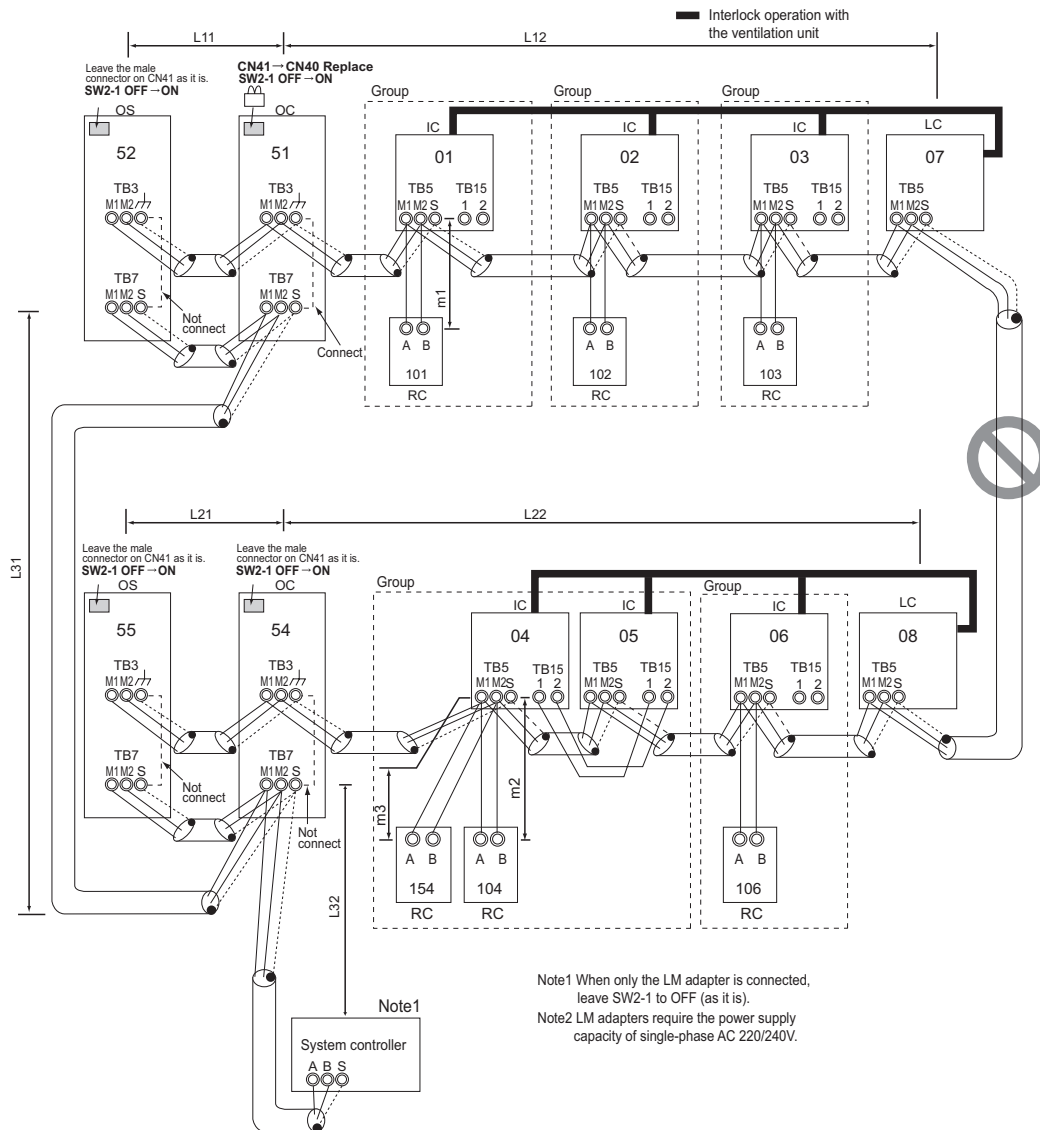 Interlock operation with
the ventilation unit
L11
L12
Leave the male
connector on CN41 as it is.
SW2-1 OFF→ON
CN41→CN40 Replace
SW2-1 OFF→ON
Group
Group
Group
OS
OC
IC
IC
IC
LC
52
51
01
02
03
07
TB3
TB3
TB5
TB15
TB5
TB15
TB5
TB15
TB5
M1 M2
M1 M2
M1 M2 S
1 2
M1 M2 S
1 2
M1 M2 S
1 2
M1 M2 S
TB7
TB7
M1 M2 S
M1 M2 S
Not
connect
Connect
m1
A B
A B
A B
101
102
103
RC
RC
RC
L31
L21
L22
Leave the male
connector on CN41 as it is.
SW2-1 OFF→ON
Leave the male
connector on CN41 as it is.
SW2-1 OFF→ON
Group
Group
OS
OC
IC
IC
IC
LC
55
54
04
05
06
08
TB3
TB3
TB5
TB15
TB5
TB15
TB5
TB15
TB5
M1 M2
M1 M2
M1 M2 S
1 2
M1 M2 S
1 2
M1 M2 S
1 2
M1 M2 S
TB7
TB7
M1 M2 S
M1 M2 S
Not
connect
Not
connect
m3
m2
A B
A B
A B
154
104
106
RC
RC
RC
L32
Note1 When only the LM adapter is connected,
leave SW2-1 to OFF (as it is).
Note2 LM adapters require the power supply
capacity of single-phase AC 220/240V.
Note1
System controller
A B S